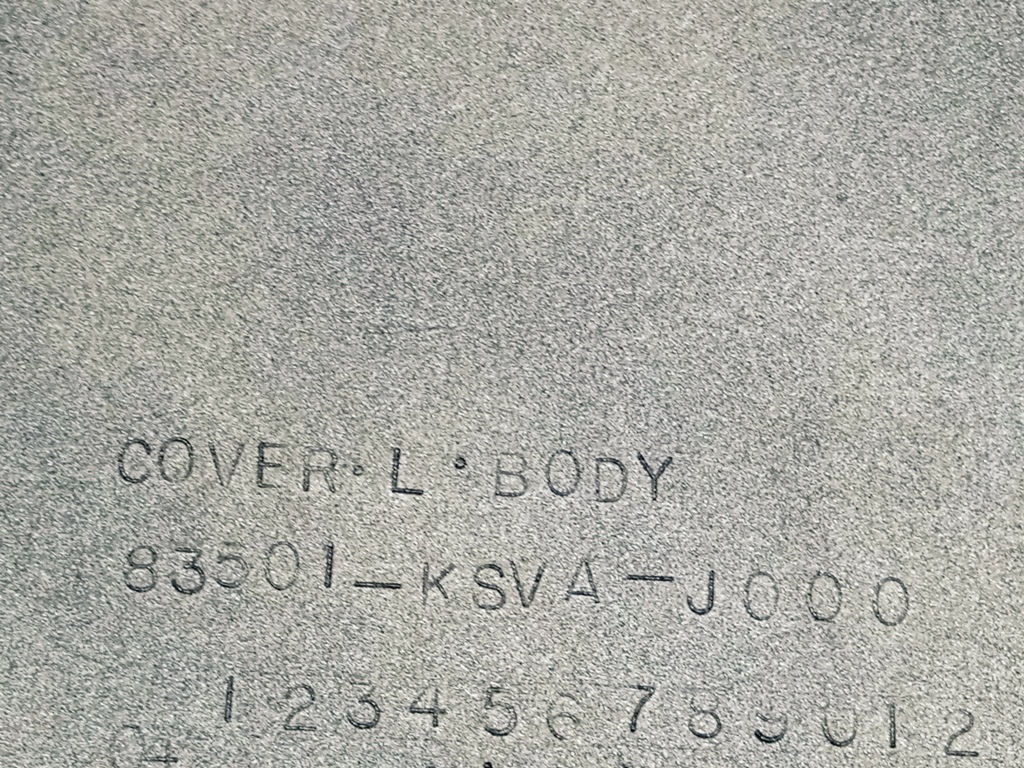 COVER·L·BODY
83501-KSVA-J000
1 2 3 4 5 6 7 8 9 0 1 2